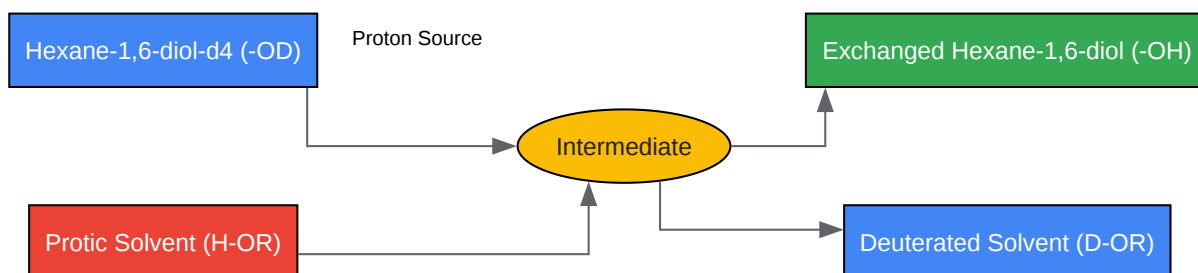 Hexane-1,6-diol-d4 (-OD)
Proton Source
Exchanged Hexane-1,6-diol (-OH)
Intermediate
Protic Solvent (H-OR)
Deuterated Solvent (D-OR)